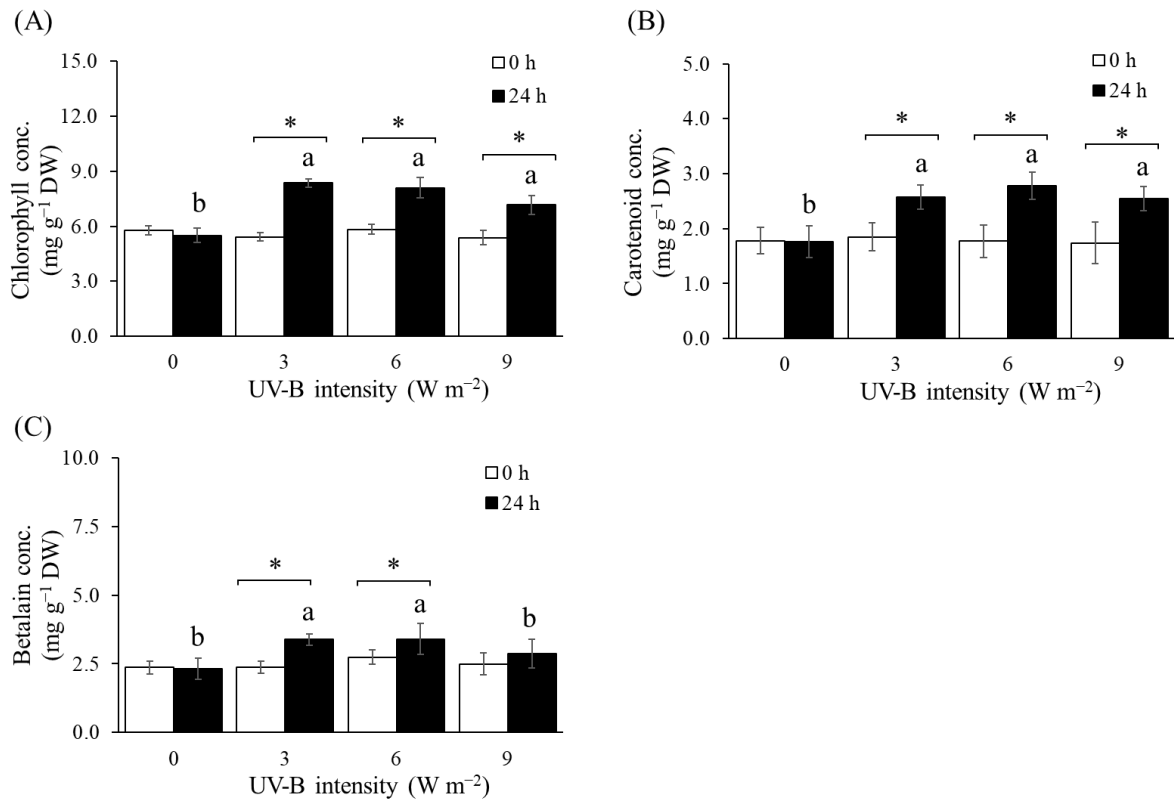 (A)
15.0
12.0
9.0
6.0
3.0
0.0
Chlorophyll conc.
(mg g⁻¹ DW)
0 h
24 h
*
*
*
b
a
a
a
0
3
6
9
UV-B intensity (W m⁻²)
(B)
5.0
4.0
3.0
2.0
1.0
0.0
Carotenoid conc.
(mg g⁻¹ DW)
0 h
24 h
*
*
*
b
a
a
a
0
3
6
9
UV-B intensity (W m⁻²)
(C)
10.0
7.5
5.0
2.5
0.0
Betalain conc.
(mg g⁻¹ DW)
0 h
24 h
*
*
b
a
a
b
0
3
6
9
UV-B intensity (W m⁻²)